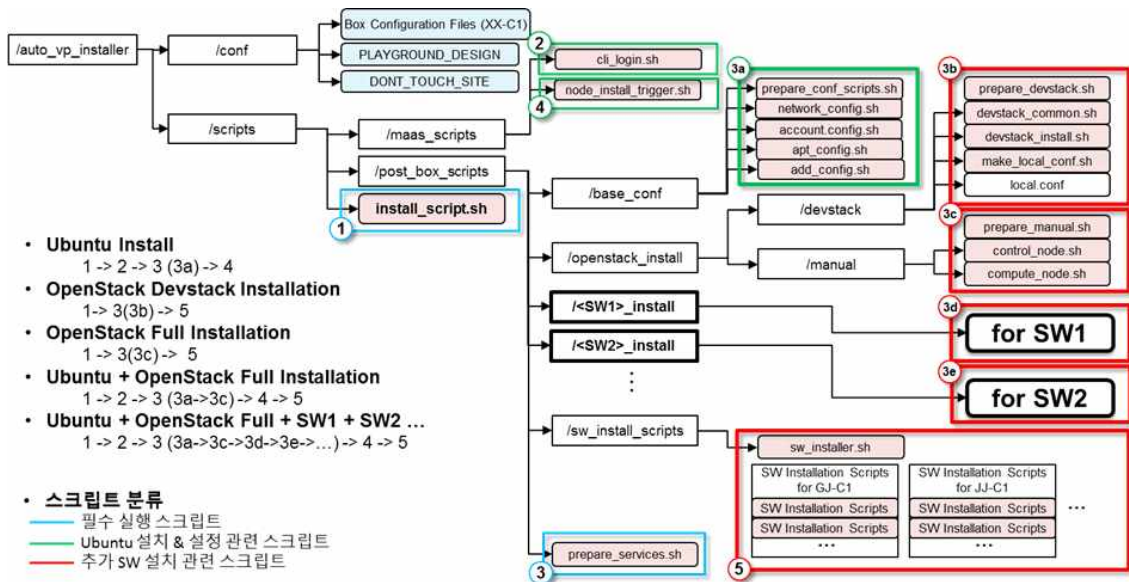 /auto_vp_installer
/conf
Box Configuration Files (XX-C1)
PLAYGROUND_DESIGN
DONT_TOUCH_SITE
/scripts
/maas_scripts
/post_box_scripts
install_script.sh
1
2
cli_login.sh
node_install_trigger.sh
4
3a
prepare_conf_scripts.sh
network_config.sh
account.config.sh
apt_config.sh
add_config.sh
3b
prepare_devstack.sh
devstack_common.sh
devstack_install.sh
make_local_conf.sh
local.conf
/base_conf
/devstack
3c
prepare_manual.sh
control_node.sh
compute_node.sh
/openstack_install
/manual
/<SW1>_install
3d
for SW1
/<SW2>_install
3e
for SW2
⋮
/sw_install_scripts
sw_installer.sh
SW Installation Scripts
for GJ-C1
SW Installation Scripts
SW Installation Scripts
...
SW Installation Scripts
for JJ-C1
SW Installation Scripts
SW Installation Scripts
...
...
5
prepare_services.sh
3
• Ubuntu Install
1 -> 2 -> 3 (3a) -> 4
• OpenStack Devstack Installation
1-> 3(3b) -> 5
• OpenStack Full Installation
1 -> 3(3c) -> 5
• Ubuntu + OpenStack Full Installation
1 -> 2 -> 3 (3a->3c) -> 4 -> 5
• Ubuntu + OpenStack Full + SW1 + SW2 ...
1 -> 2 -> 3 (3a->3c->3d->3e->...) -> 4 -> 5
• 스크립트 분류
필수 실행 스크립트
Ubuntu 설치 & 설정 관련 스크립트
추가 SW 설치 관련 스크립트